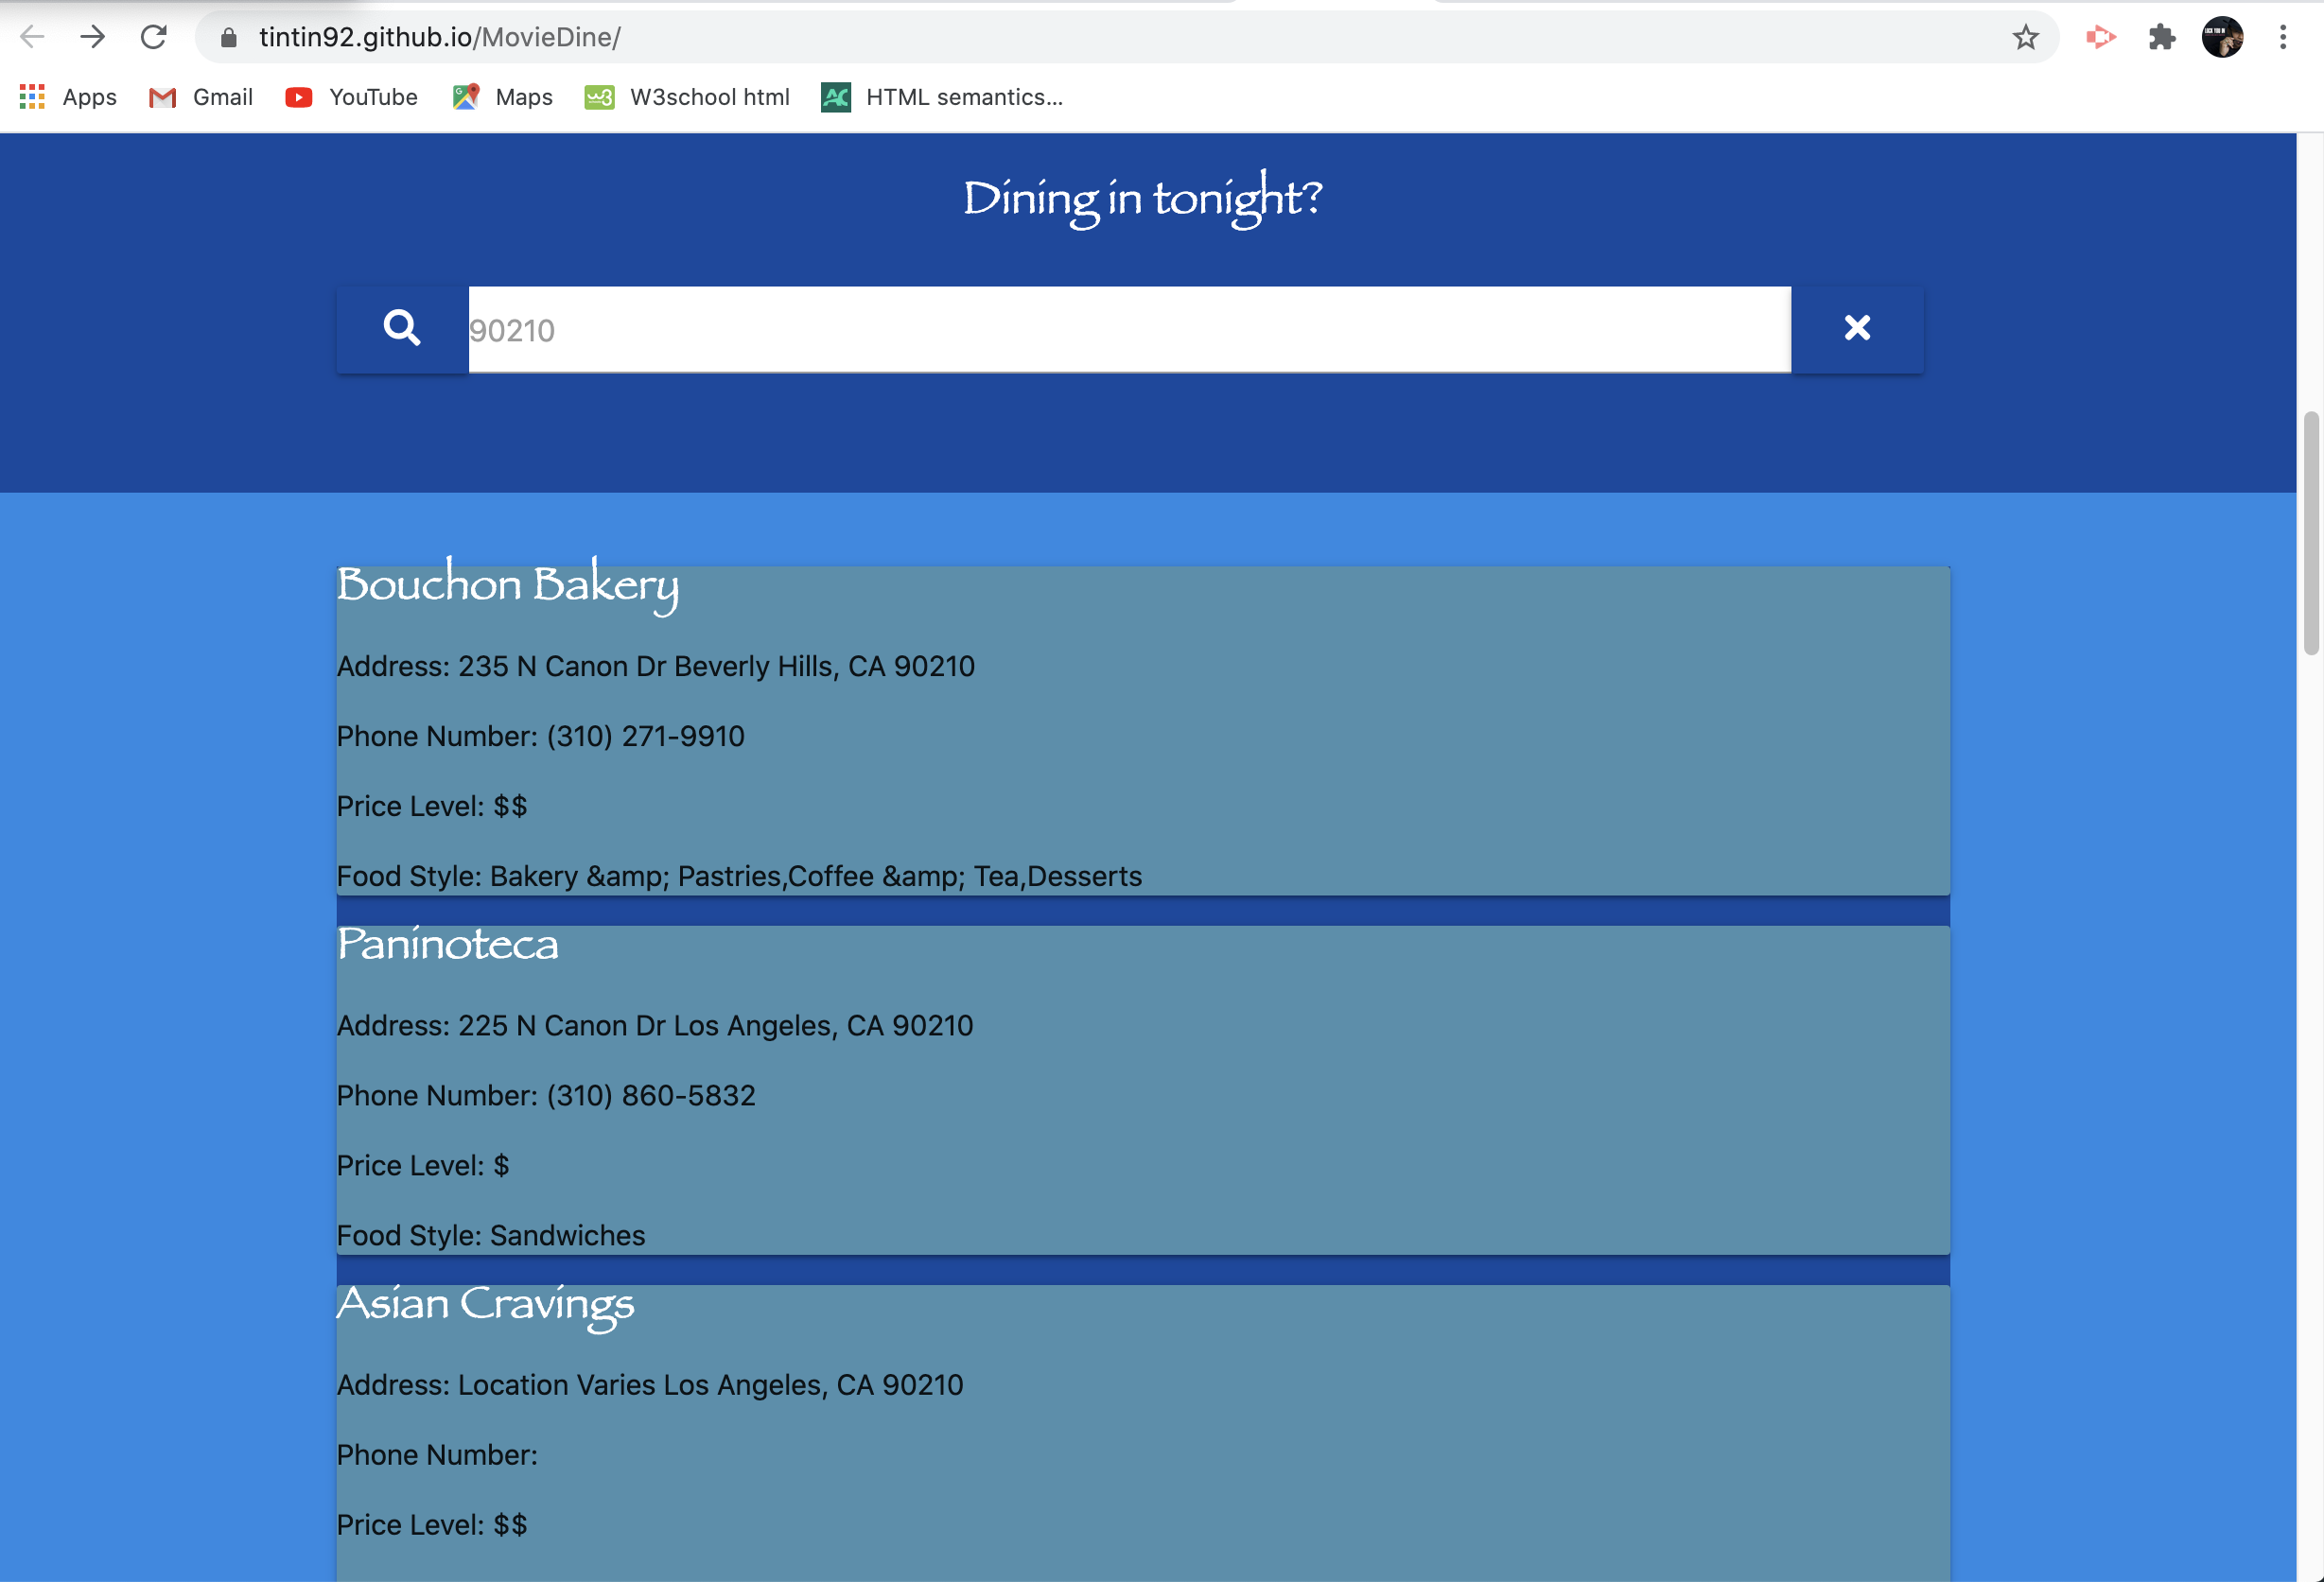 tintin92.github.io/MovieDine/
Apps Gmail YouTube Maps W3school html HTML semantics...
Dining in tonight?
90210
Bouchon Bakery
Address: 235 N Canon Dr Beverly Hills, CA 90210
Phone Number: (310) 271-9910
Price Level: $$
Food Style: Bakery &amp; Pastries,Coffee &amp; Tea,Desserts
Paninoteca
Address: 225 N Canon Dr Los Angeles, CA 90210
Phone Number: (310) 860-5832
Price Level: $
Food Style: Sandwiches
Asian Cravings
Address: Location Varies Los Angeles, CA 90210
Phone Number:
Price Level: $$